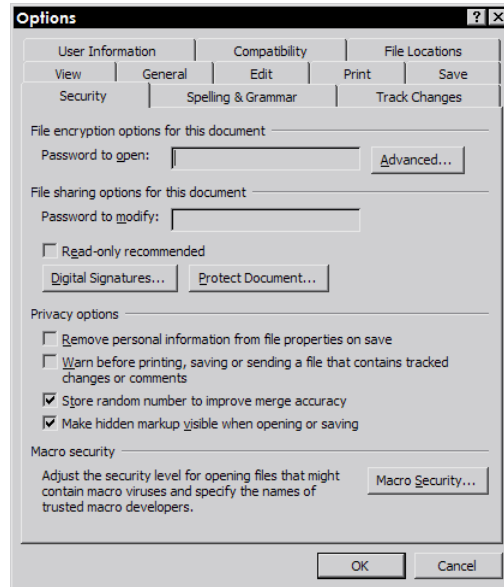 Options
User Information Compatibility File Locations
View General Edit Print Save
Security Spelling & Grammar Track Changes
File encryption options for this document
Password to open: Advanced...
File sharing options for this document
Password to modify:
Read-only recommended
Digital Signatures... Protect Document...
Privacy options
Remove personal information from file properties on save
Warn before printing, saving or sending a file that contains tracked
changes or comments
Store random number to improve merge accuracy
Make hidden markup visible when opening or saving
Macro security
Adjust the security level for opening files that might
contain macro viruses and specify the names of
trusted macro developers.
Macro Security...
OK Cancel